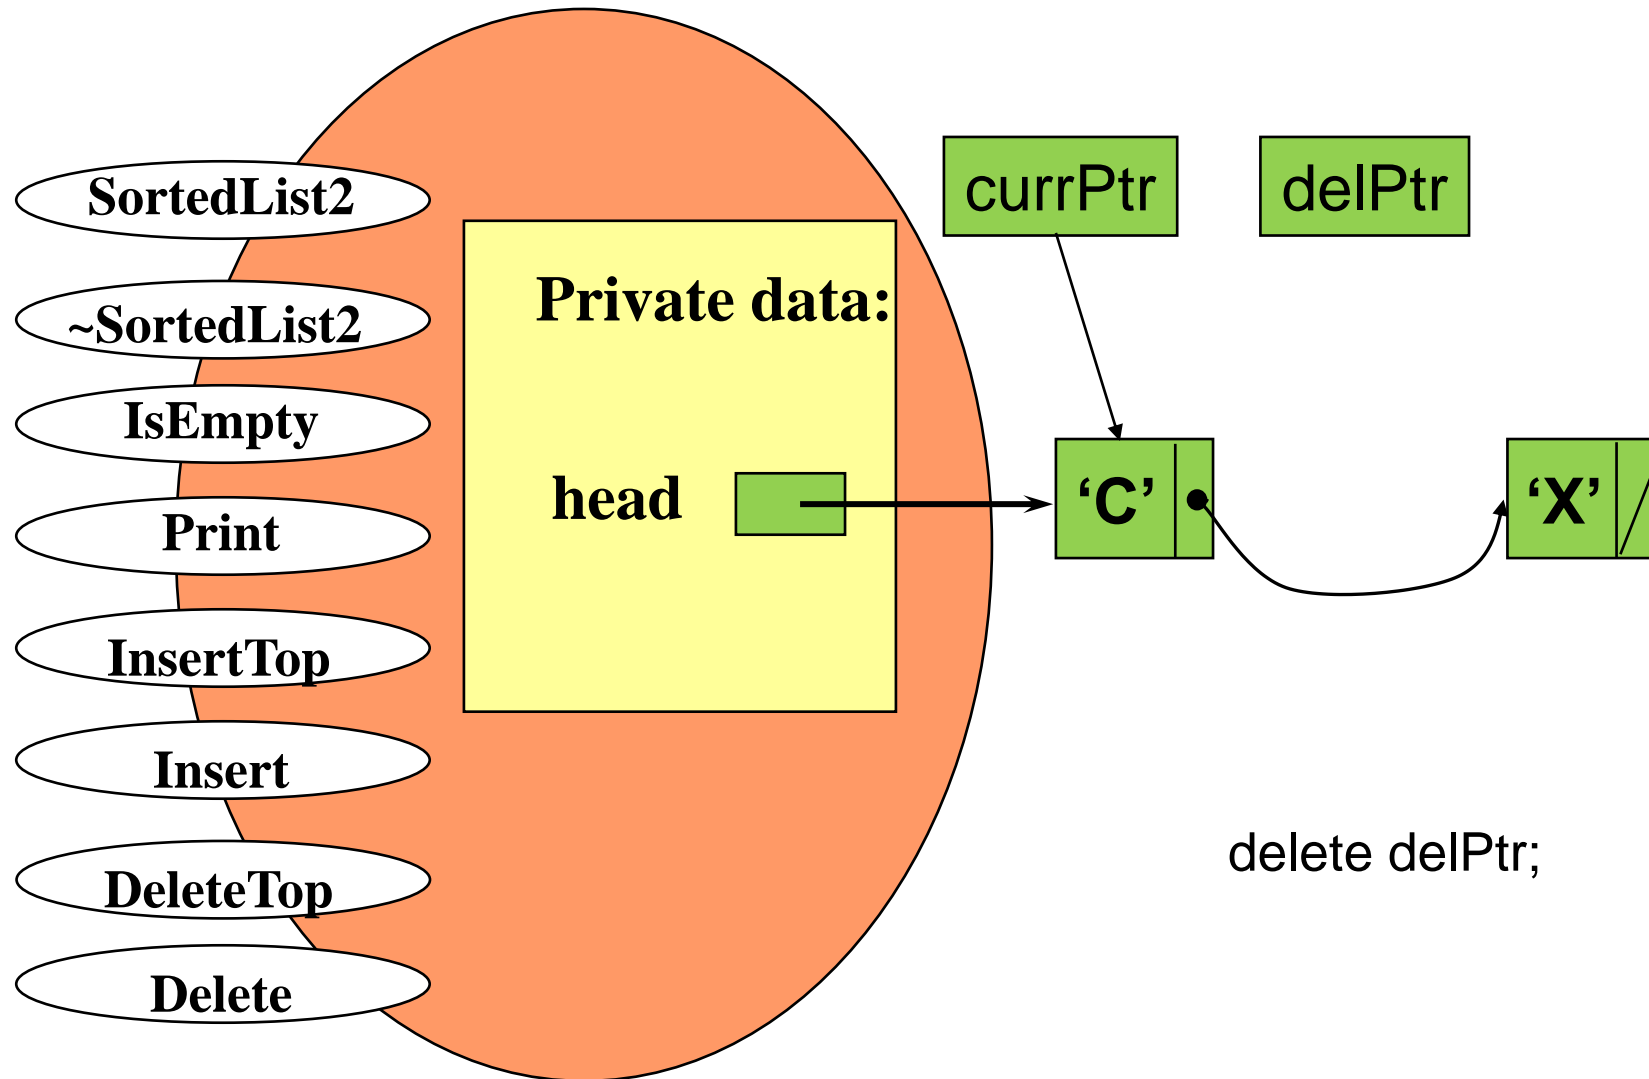 SortedList2
~SortedList2
IsEmpty
Print
InsertTop
Insert
DeleteTop
Delete
Private data:
head
currPtr
delPtr
‘C’
‘X’
delete delPtr;